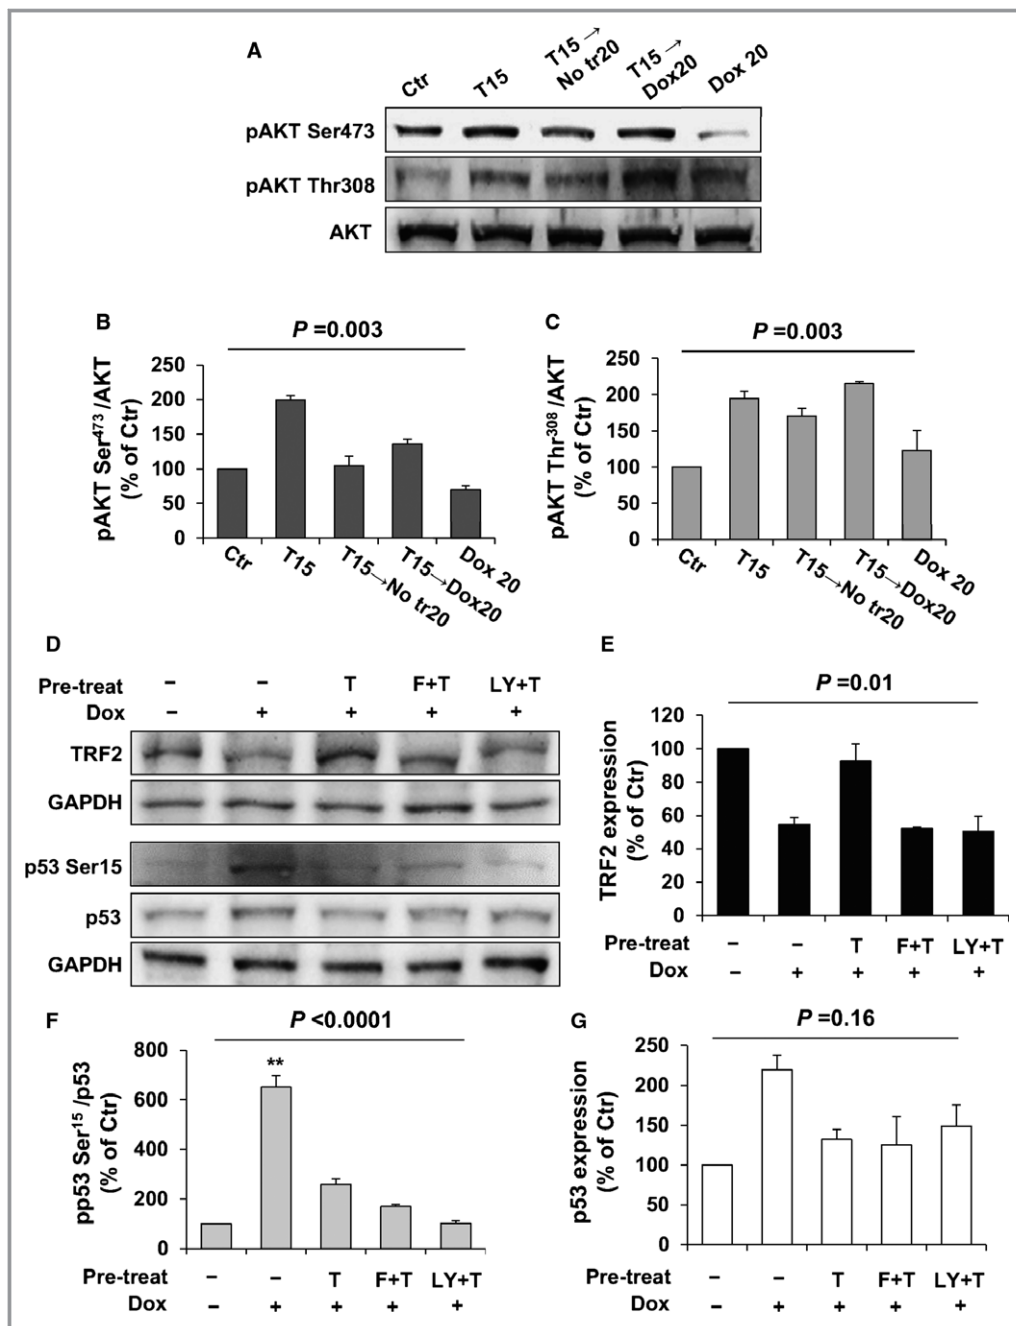 A
Ctr
T15
T15 →
No tr20
T15 →
Dox20
Dox 20
pAKT Ser473
pAKT Thr308
AKT
B
P =0.003
pAKT Ser473 /AKT
(% of Ctr)
250
200
150
100
50
0
Ctr
T15
T15→No tr20
T15→Dox20
Dox 20
C
P =0.003
pAKT Thr308 /AKT
(% of Ctr)
250
200
150
100
50
0
Ctr
T15
T15→No tr20
T15→Dox20
Dox 20
D
Pre-treat – – T F+T LY+T
Dox – + + + +
TRF2
GAPDH
p53 Ser15
p53
GAPDH
E
P =0.01
TRF2 expression
(% of Ctr)
120
100
80
60
40
20
0
Pre-treat – – T F+T LY+T
Dox – + + + +
F
P <0.0001
pp53 Ser15 /p53
(% of Ctr)
800
600
400
200
0
**
Pre-treat – – T F+T LY+T
Dox – + + + +
G
P =0.16
p53 expression
(% of Ctr)
250
200
150
100
50
0
Pre-treat – – T F+T LY+T
Dox – + + + +